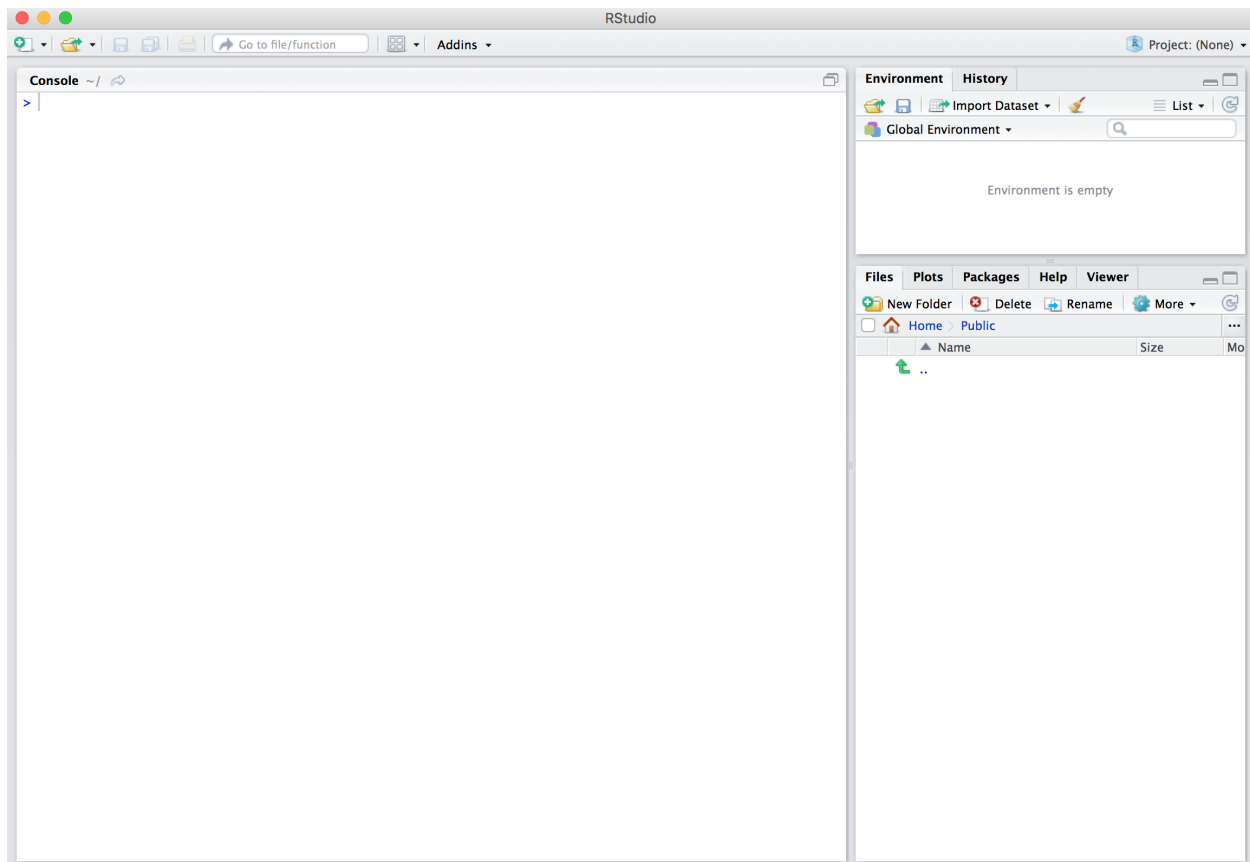 RStudio
Go to file/function Addins Project: (None)
Console ~/
>
Environment History
Import Dataset List
Global Environment
Environment is empty
Files Plots Packages Help Viewer
New Folder Delete Rename More
Home Public ...
Name Size Mo
..